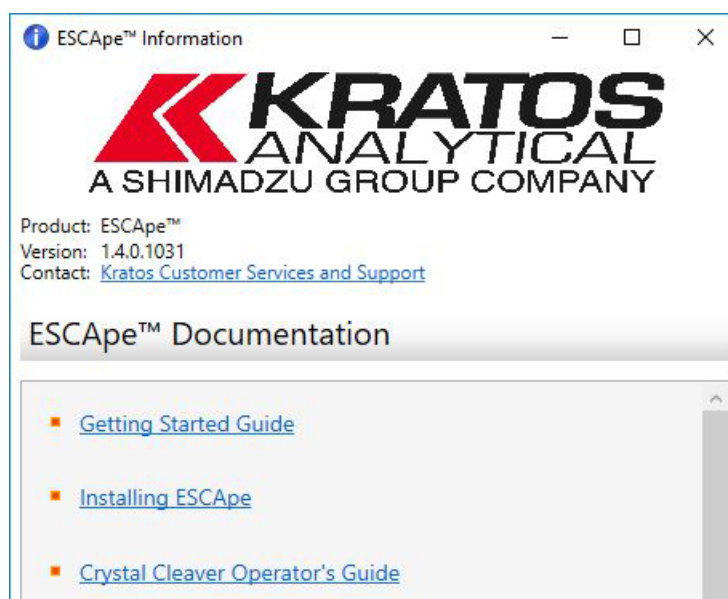 ESCApe™ Information
KRATOS
ANALYTICAL
A SHIMADZU GROUP COMPANY
Product: ESCApe™
Version: 1.4.0.1031
Contact: Kratos Customer Services and Support
ESCApe™ Documentation
Getting Started Guide
Installing ESCApe
Crystal Cleaver Operator's Guide